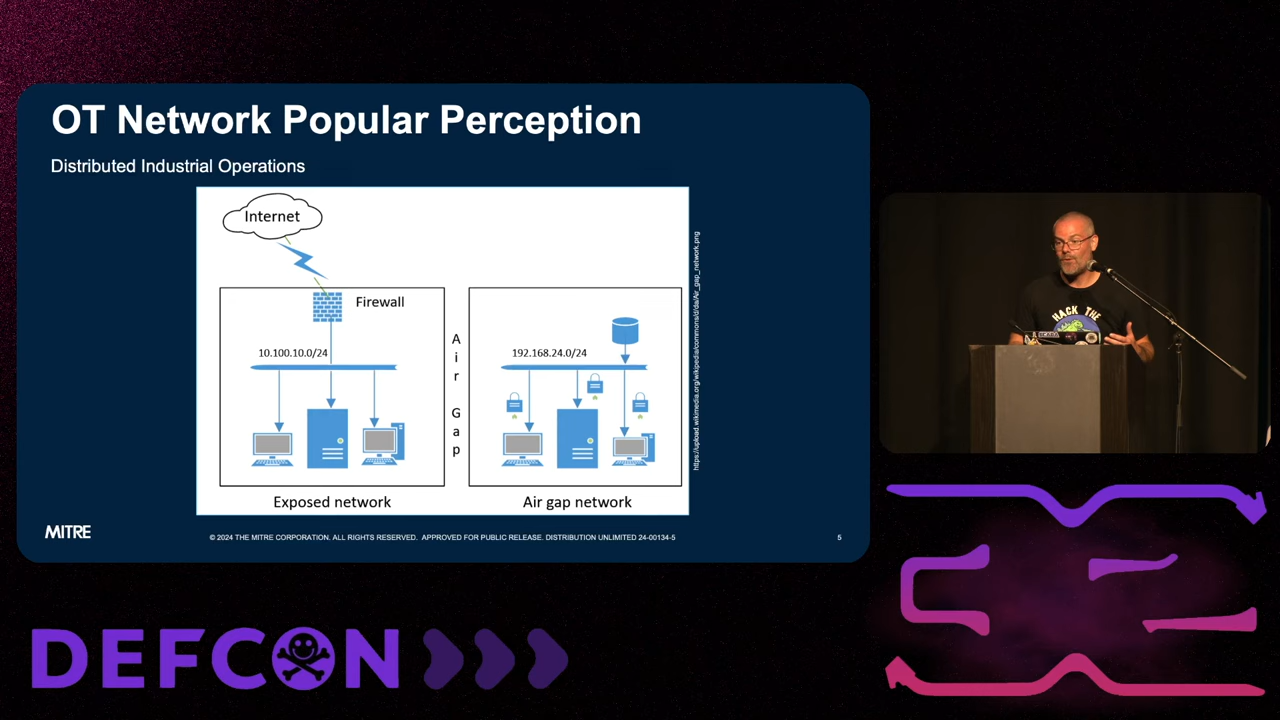 OT Network Popular Perception
Distributed Industrial Operations
Internet
Firewall
10.100.10.0/24
Exposed network
Air Gap
192.168.24.0/24
Air gap network
https://upload.wikimedia.org/wikipedia/commons/d/da/Air_gap_network.png
MITRE
© 2024 THE MITRE CORPORATION. ALL RIGHTS RESERVED. APPROVED FOR PUBLIC RELEASE. DISTRIBUTION UNLIMITED 24-00134-5
5
HACK THE
DEFCON